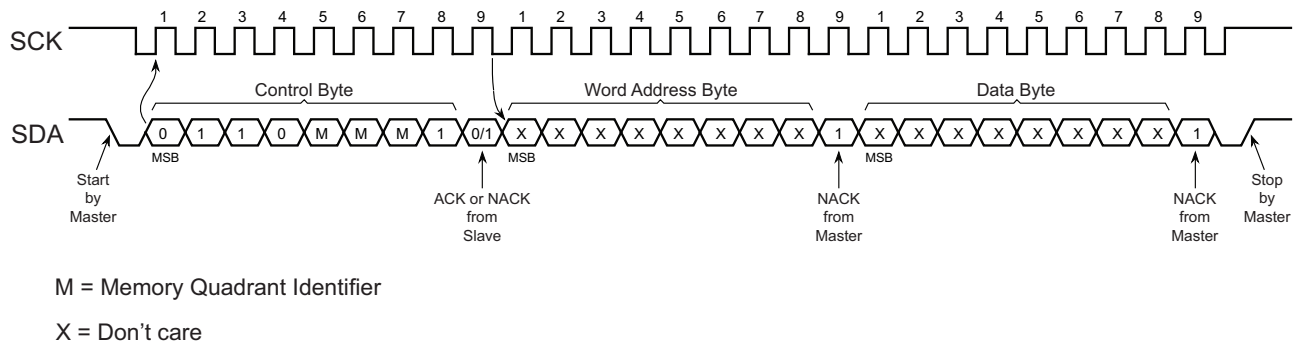 1 2 3 4 5 6 7 8 9 1 2 3 4 5 6 7 8 9 1 2 3 4 5 6 7 8 9
SCK
Control Byte Word Address Byte Data Byte
SDA 0 1 1 0 M M M 1 0/1 X X X X X X X X 1 X X X X X X X X 1
MSB MSB MSB
Start
by
Master
ACK or NACK
from
Slave
NACK
from
Master
NACK
from
Master
Stop
by
Master
M = Memory Quadrant Identifier
X = Don't care